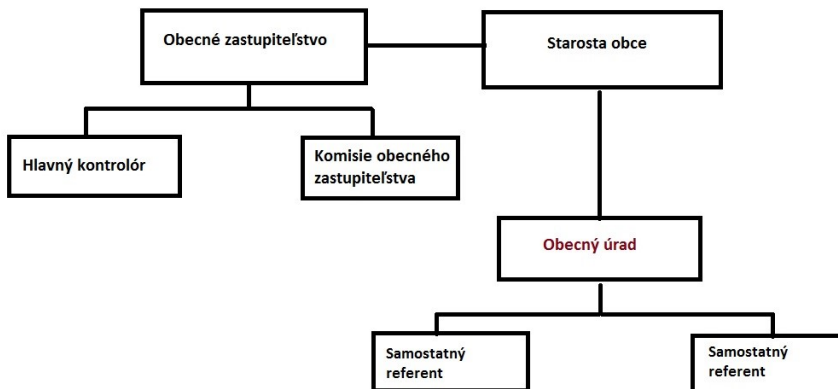 Obecné zastupiteľstvo
Starosta obce
Hlavný kontrolór
Komisie obecného
zastupiteľstva
Obecný úrad
Samostatný
referent
Samostatný
referent